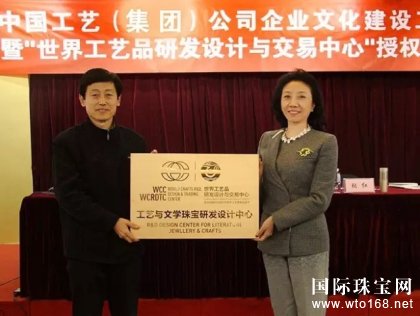 中国工艺（集团）公司企业文化建设
暨"世界工艺品研发设计与交易中心"授权
WCC
WCRDTC
WORLD CRAFTS R&D
DESIGN & TRADING
CENTER
世界工艺品
研发设计与交易中心
工艺与文学珠宝研发设计中心
R&D DESIGN CENTER FOR LITERATURE
JEWELLERY & CRAFTS
国际珠宝网
www.wto168.net